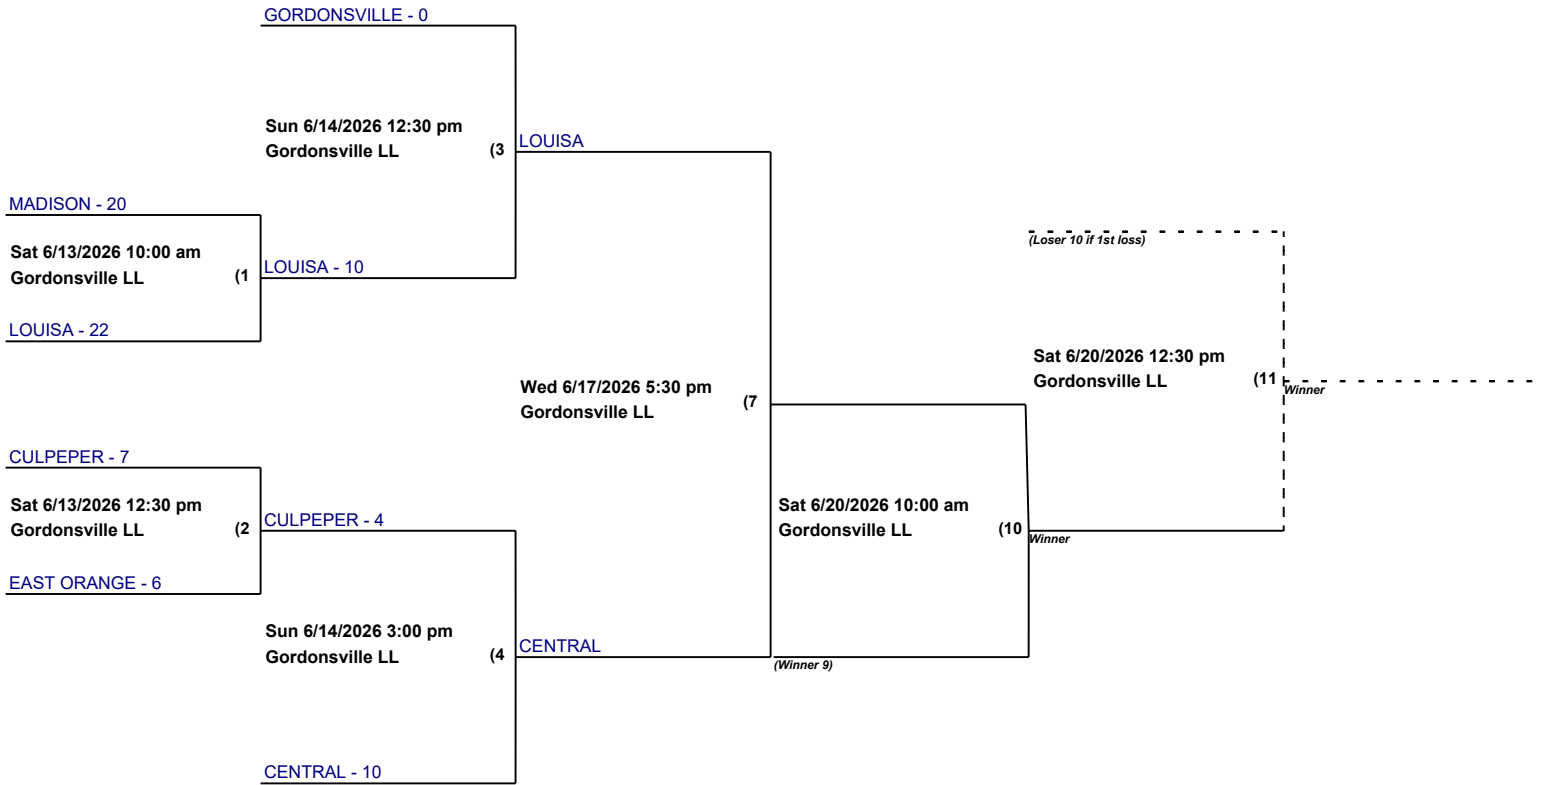 GORDONSVILLE - 0
Sun 6/14/2026 12:30 pm
Gordonsville LL (3
LOUISA
MADISON - 20
Sat 6/13/2026 10:00 am
Gordonsville LL (1
LOUISA - 10
LOUISA - 22
(Loser 10 if 1st loss)
Sat 6/20/2026 12:30 pm
Gordonsville LL (11
Winner
Wed 6/17/2026 5:30 pm
Gordonsville LL (7
CULPEPER - 7
Sat 6/13/2026 12:30 pm
Gordonsville LL (2
CULPEPER - 4
EAST ORANGE - 6
Sat 6/20/2026 10:00 am
Gordonsville LL (10
Winner
Sun 6/14/2026 3:00 pm
Gordonsville LL (4
CENTRAL
(Winner 9)
CENTRAL - 10